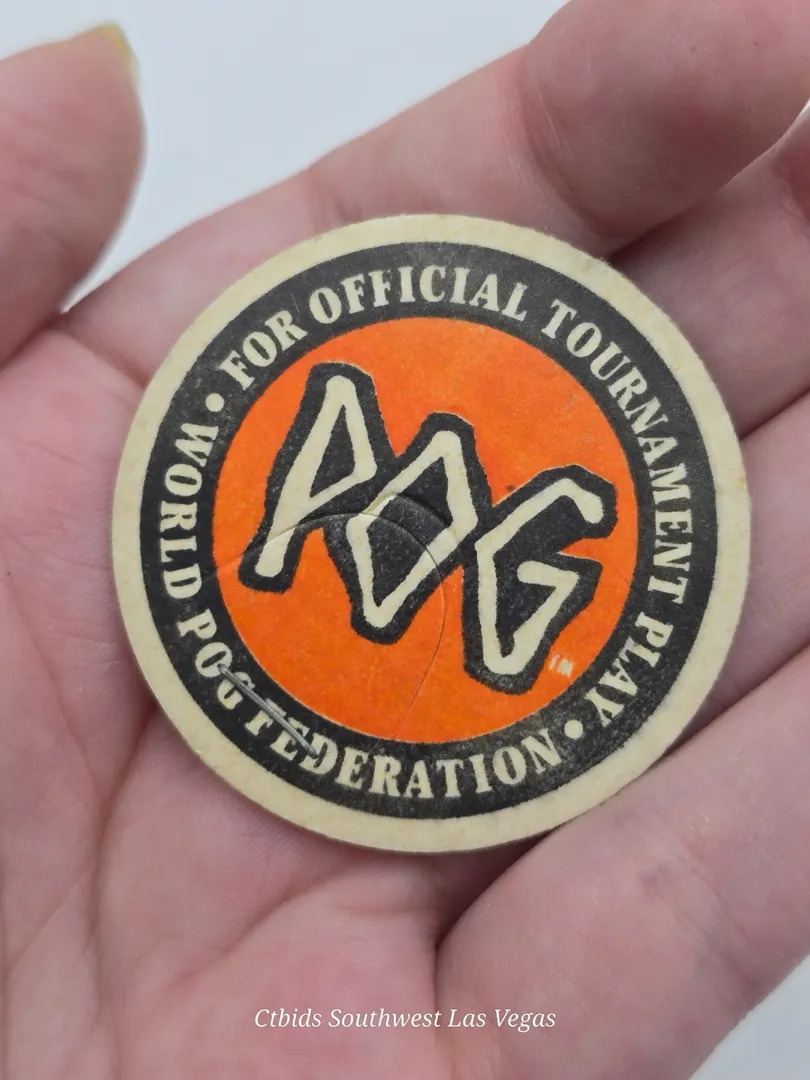 • FOR OFFICIAL TOURNAMENT PLAY •
WORLD POG FEDERATION
POG
TM
Ctbids Southwest Las Vegas